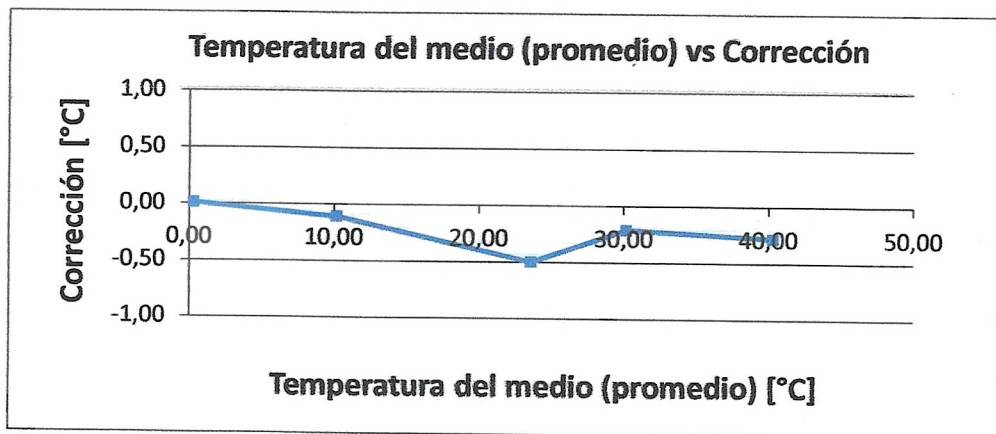 Temperatura del medio (promedio) vs Corrección
Corrección [°C]
1,00
0,50
0,00
-0,50
-1,00
0,00 10,00 20,00 30,00 40,00 50,00
Temperatura del medio (promedio) [°C]